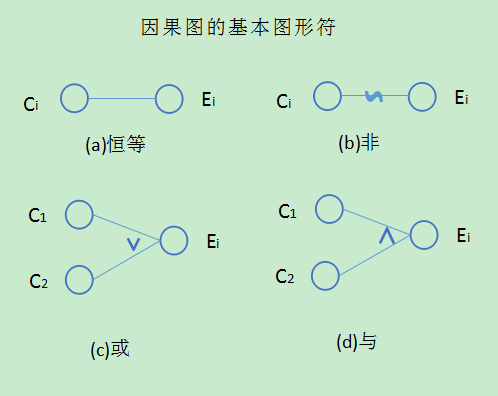 因果图的基本图形符
Ci Ei
(a)恒等
Ci Ei
(b)非
C1
∨ Ei
C2
(c)或
C1
∧ Ei
C2
(d)与